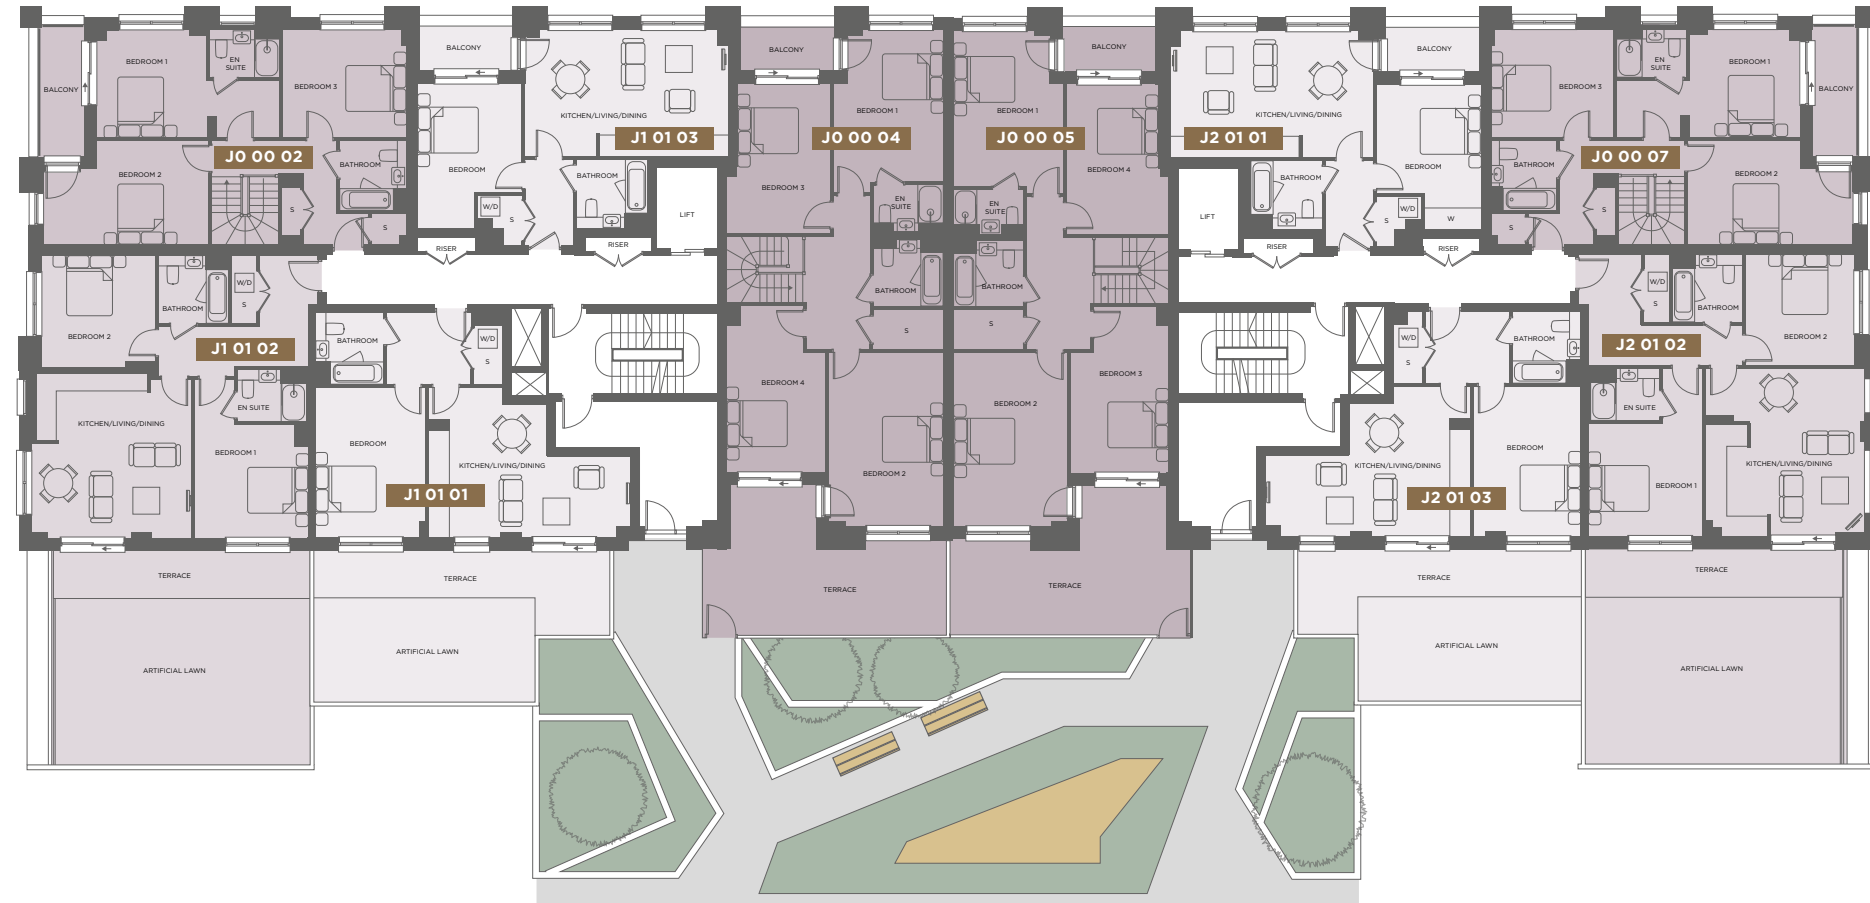 BALCONY
BEDROOM 1
EN
SUITE
BEDROOM 3
BEDROOM 2
BATHROOM
S
S
J0 00 02
BALCONY
BEDROOM
KITCHEN/LIVING/DINING
J1 01 03
BATHROOM
W/D
S
LIFT
RISER
RISER
BALCONY
BEDROOM 1
J0 00 04
BEDROOM 3
EN
SUITE
BATHROOM
S
BEDROOM 4
BEDROOM 2
TERRACE
BALCONY
BEDROOM 1
J0 00 05
BEDROOM 4
EN
SUITE
BATHROOM
S
BEDROOM 3
BEDROOM 2
TERRACE
BALCONY
KITCHEN/LIVING/DINING
J2 01 01
BEDROOM
BATHROOM
W/D
S
W
LIFT
RISER
RISER
BEDROOM 3
EN
SUITE
BEDROOM 1
BALCONY
J0 00 07
BATHROOM
BEDROOM 2
S
S
BEDROOM 2
BATHROOM
W/D
S
J1 01 02
EN SUITE
KITCHEN/LIVING/DINING
BEDROOM 1
TERRACE
ARTIFICIAL LAWN
BATHROOM
W/D
S
BEDROOM
KITCHEN/LIVING/DINING
J1 01 01
TERRACE
ARTIFICIAL LAWN
W/D
S
BATHROOM
KITCHEN/LIVING/DINING
BEDROOM
J2 01 03
TERRACE
ARTIFICIAL LAWN
W/D
S
BATHROOM
BEDROOM 2
J2 01 02
EN SUITE
BEDROOM 1
KITCHEN/LIVING/DINING
TERRACE
ARTIFICIAL LAWN